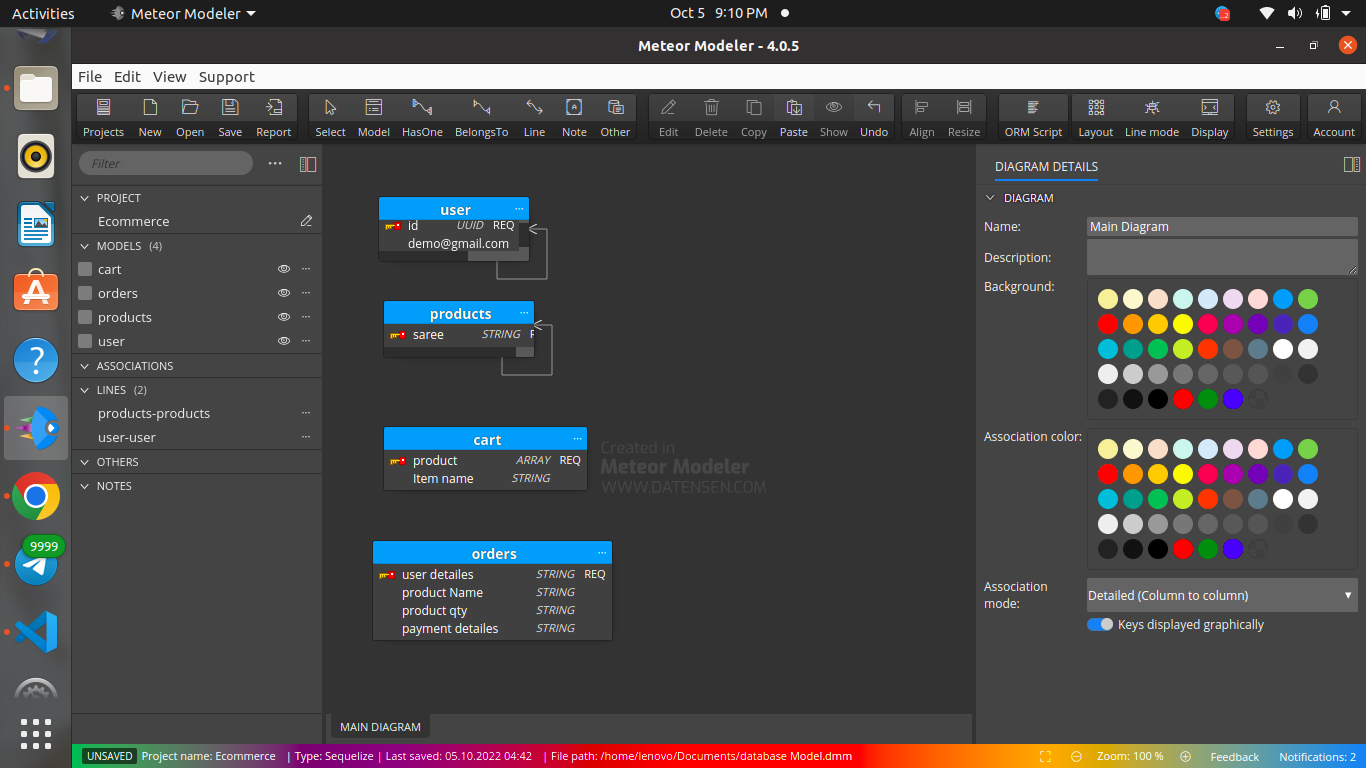 Activities Meteor Modeler Oct 5 9:10 PM 2
Meteor Modeler - 4.0.5
File Edit View Support
Projects New Open Save Report Select Model HasOne BelongsTo Line Note Other Edit Delete Copy Paste Show Undo Align Resize ORM Script Layout Line mode Display Settings Account
Filter
PROJECT
Ecommerce
MODELS (4)
cart
orders
products
user
ASSOCIATIONS
LINES (2)
products-products
user-user
OTHERS
NOTES
9999
user
id UUID REQ
demo@gmail.com
products
saree STRING
cart
product ARRAY REQ
Item name STRING
orders
user detailes STRING REQ
product Name STRING
product qty STRING
payment detailes STRING
Created in
Meteor Modeler
WWW.DATENSEN.COM
MAIN DIAGRAM
DIAGRAM DETAILS
DIAGRAM
Name: Main Diagram
Description:
Background:
Association color:
Association
mode: Detailed (Column to column)
Keys displayed graphically
UNSAVED Project name: Ecommerce | Type: Sequelize | Last saved: 05.10.2022 04:42 | File path: /home/lenovo/Documents/database Model.dmm Zoom: 100 % Feedback Notifications: 2